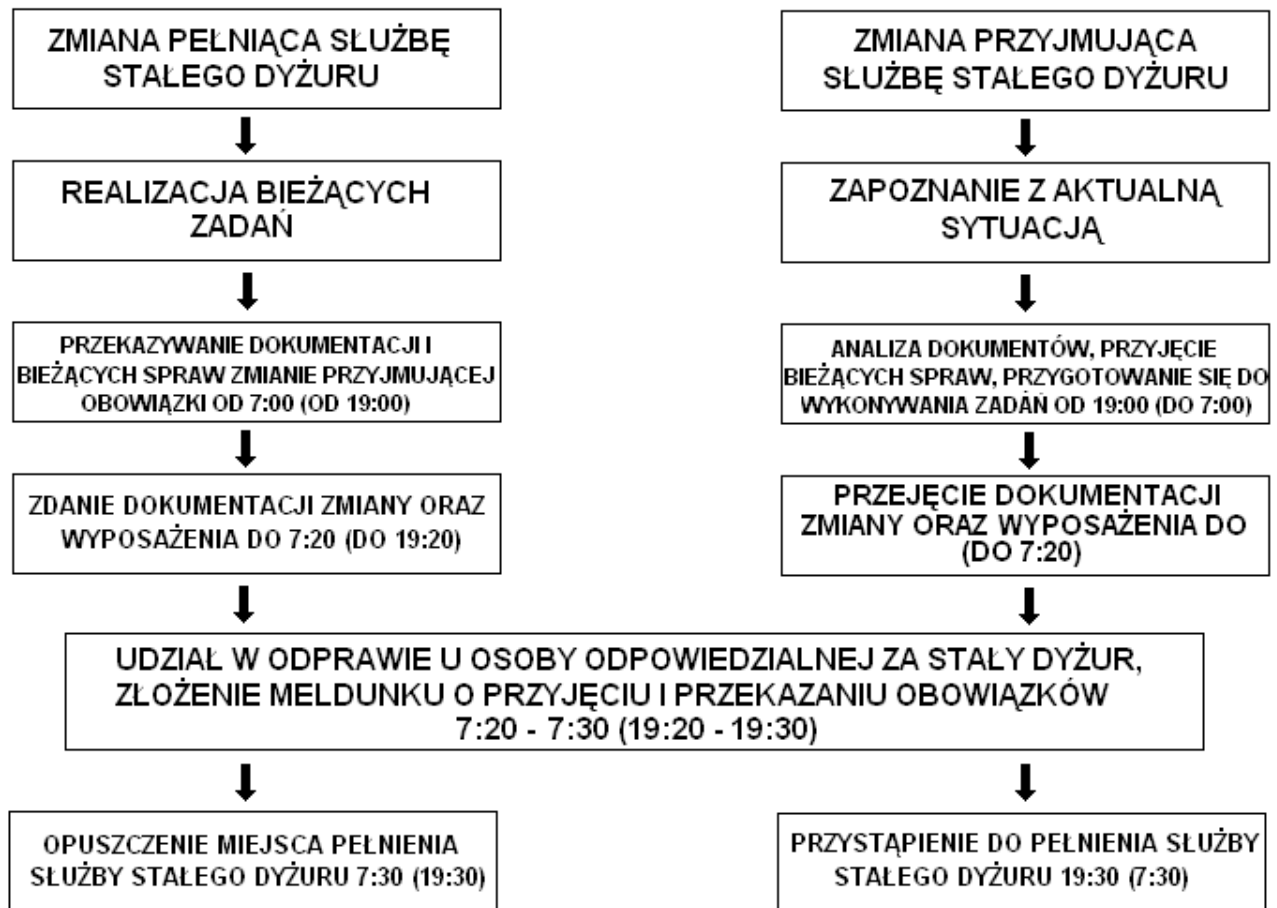 ZMIANA PEŁNIĄCA SŁUŻBĘ
STAŁEGO DYŻURU
ZMIANA PRZYJMUJĄCA
SŁUŻBĘ STAŁEGO DYŻURU
REALIZACJA BIEŻĄCYCH
ZADAŃ
ZAPOZNANIE Z AKTUALNĄ
SYTUACJĄ
PRZEKAZYWANIE DOKUMENTACJI I
BIEŻĄCYCH SPRAW ZMIANIE PRZYJMUJĄCEJ
OBOWIĄZKI OD 7:00 (OD 19:00)
ANALIZA DOKUMENTÓW, PRZYJĘCIE
BIEŻĄCYCH SPRAW, PRZYGOTOWANIE SIĘ DO
WYKONYWANIA ZADAŃ OD 19:00 (DO 7:00)
ZDANIE DOKUMENTACJI ZMIANY ORAZ
WYPOSAŻENIA DO 7:20 (DO 19:20)
PRZEJĘCIE DOKUMENTACJI
ZMIANY ORAZ WYPOSAŻENIA DO
(DO 7:20)
UDZIAŁ W ODPRAWIE U OSOBY ODPOWIEDZIALNEJ ZA STAŁY DYŻUR,
ZŁOŻENIE MELDUNKU O PRZYJĘCIU I PRZEKAZANIU OBOWIĄZKÓW
7:20 - 7:30 (19:20 - 19:30)
OPUSZCZENIE MIEJSCA PEŁNIENIA
SŁUŻBY STAŁEGO DYŻURU 7:30 (19:30)
PRZYSTĄPIENIE DO PEŁNIENIA SŁUŻBY
STAŁEGO DYŻURU 19:30 (7:30)